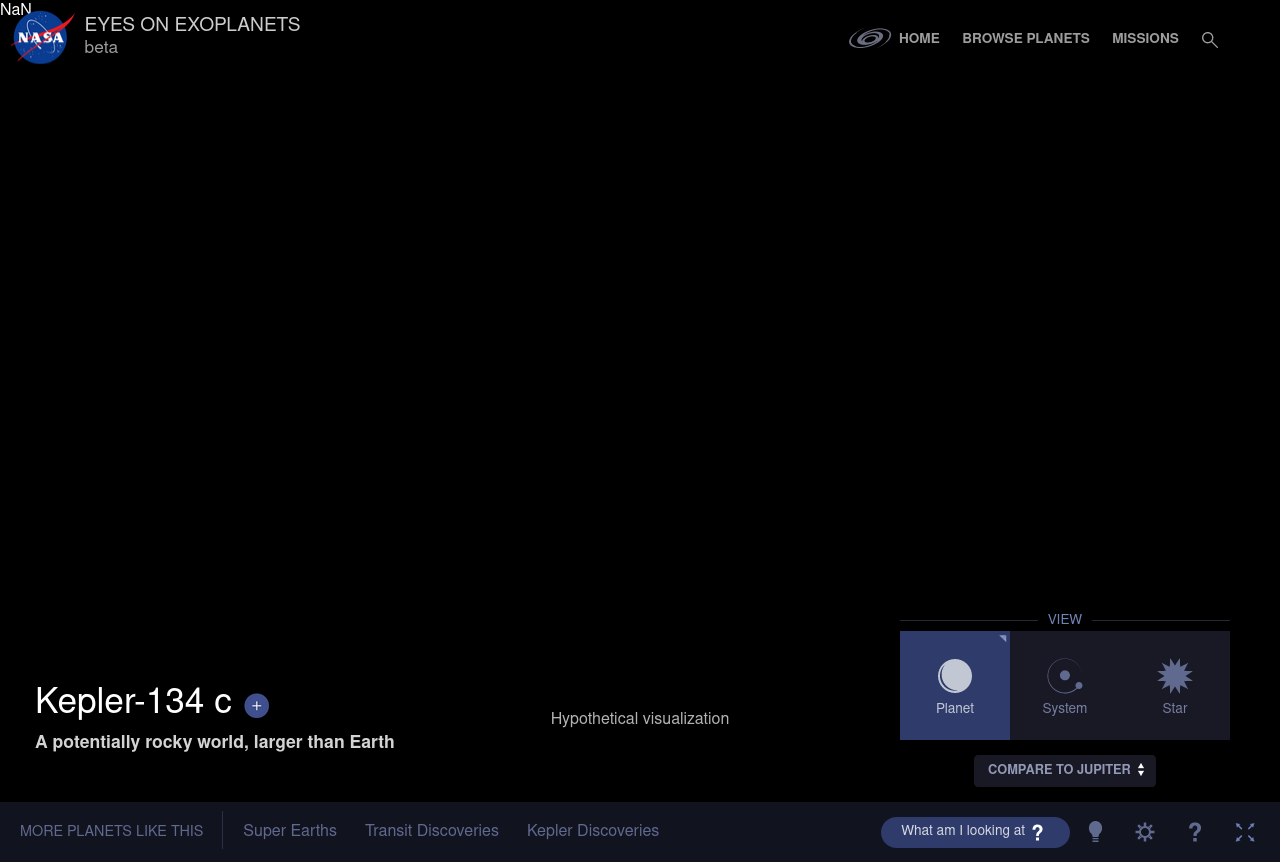 NaN
NASA
EYES ON EXOPLANETS
beta
HOME
BROWSE PLANETS
MISSIONS
VIEW
Planet
System
Star
Kepler-134 c +
A potentially rocky world, larger than Earth
Hypothetical visualization
COMPARE TO JUPITER
MORE PLANETS LIKE THIS
Super Earths
Transit Discoveries
Kepler Discoveries
What am I looking at ?
?